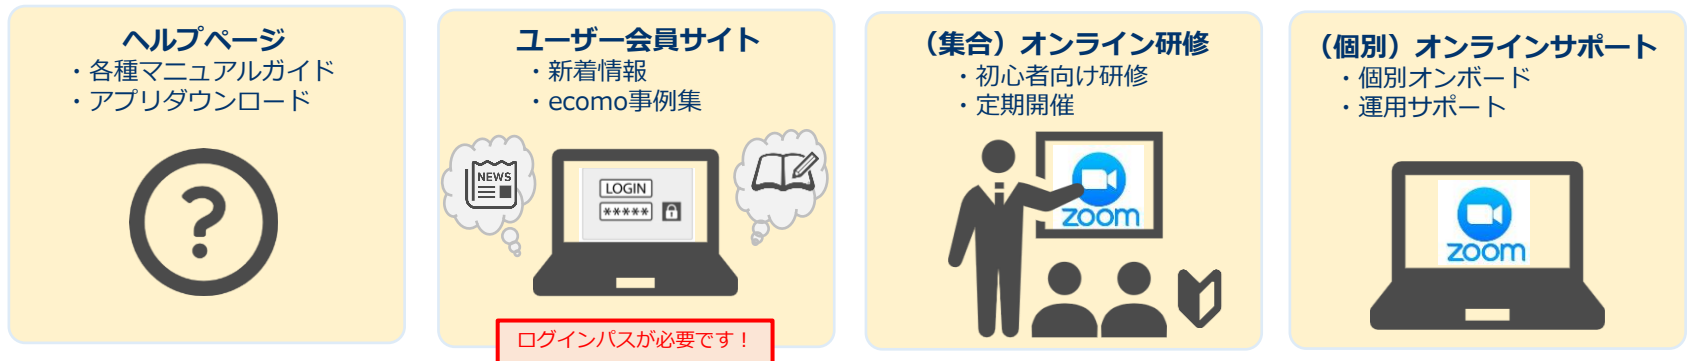 ヘルプページ
・各種マニュアルガイド
・アプリダウンロード
ユーザー会員サイト
・新着情報
・ecomo事例集
NEWS
LOGIN
*****
ログインパスが必要です！
（集合）オンライン研修
・初心者向け研修
・定期開催
zoom
（個別）オンラインサポート
・個別オンボード
・運用サポート
zoom